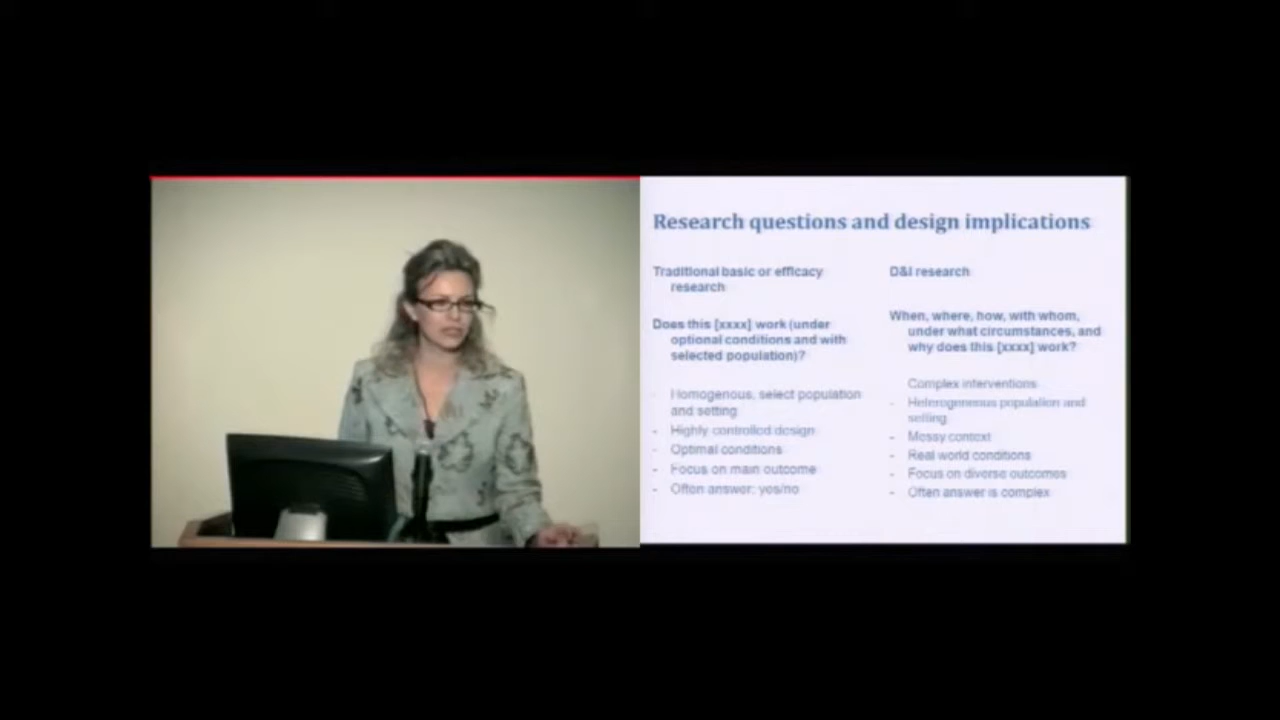 Research questions and design implications
Traditional basic or efficacy
research
Does this [xxxx] work (under
optional conditions and with
selected population)?
- Homogenous, select population
and setting
- Highly controlled design
- Optimal conditions
- Focus on main outcome
- Often answer: yes/no
D&I research
When, where, how, with whom,
under what circumstances, and
why does this [xxxx] work?
Complex interventions
- Heterogeneous population and
setting
- Messy context
- Real world conditions
- Focus on diverse outcomes
- Often answer is complex